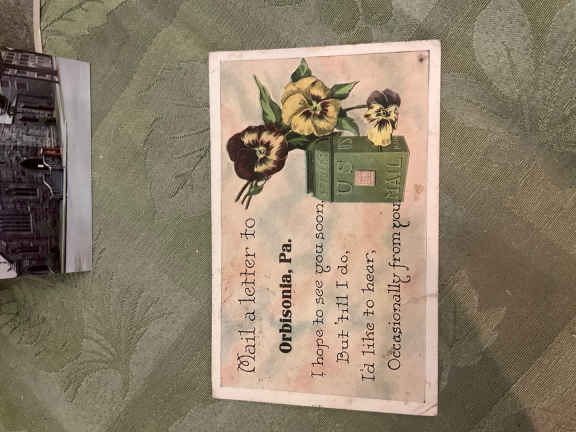 Mail a letter to
Orbisonia, Pa.
I hope to see you soon,
But 'till I do,
I'd like to hear,
Occasionally from you.
U.S.
MAIL